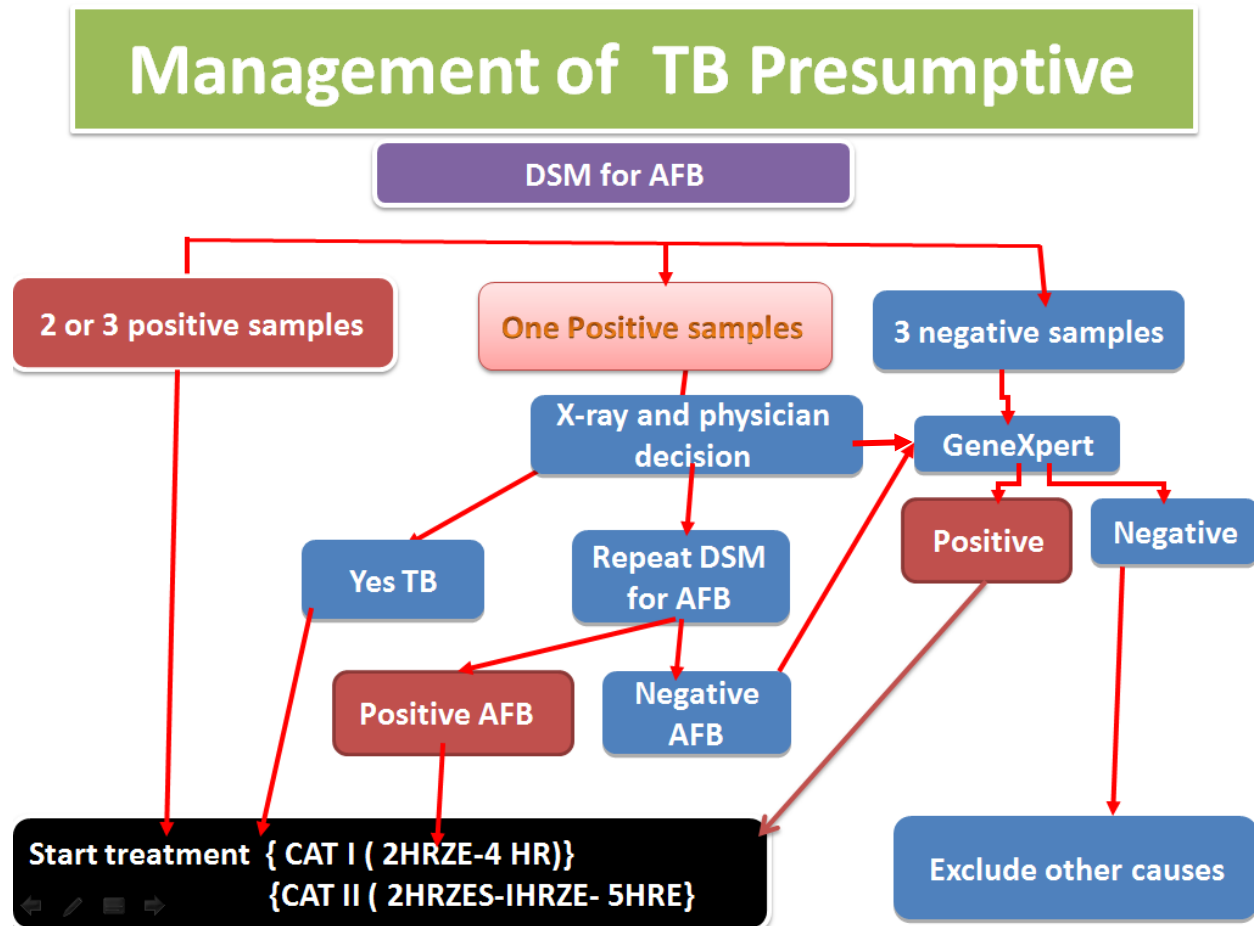 Management of TB Presumptive
DSM for AFB
2 or 3 positive samples
One Positive samples
3 negative samples
X-ray and physician
decision
GeneXpert
Positive
Negative
Yes TB
Repeat DSM
for AFB
Positive AFB
Negative
AFB
Start treatment { CAT I ( 2HRZE-4 HR)}
{CAT II ( 2HRZES-IHRZE- 5HRE}
Exclude other causes